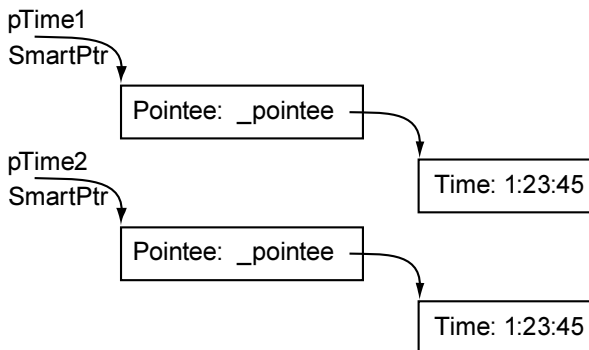 pTime1
SmartPtr
Pointee: _pointee
Time: 1:23:45
pTime2
SmartPtr
Pointee: _pointee
Time: 1:23:45